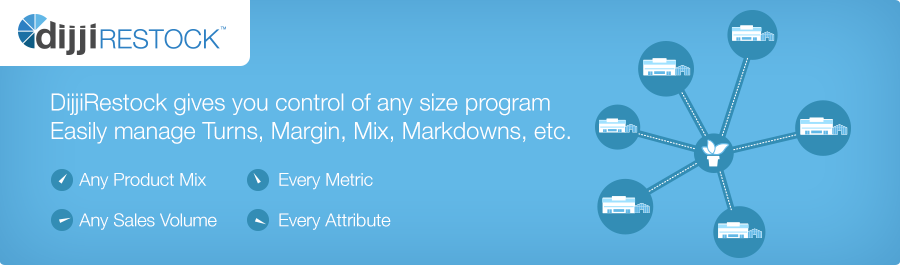 dijjiRESTOCK™
DijjiRestock gives you control of any size program
Easily manage Turns, Margin, Mix, Markdowns, etc.
Any Product Mix
Every Metric
Any Sales Volume
Every Attribute